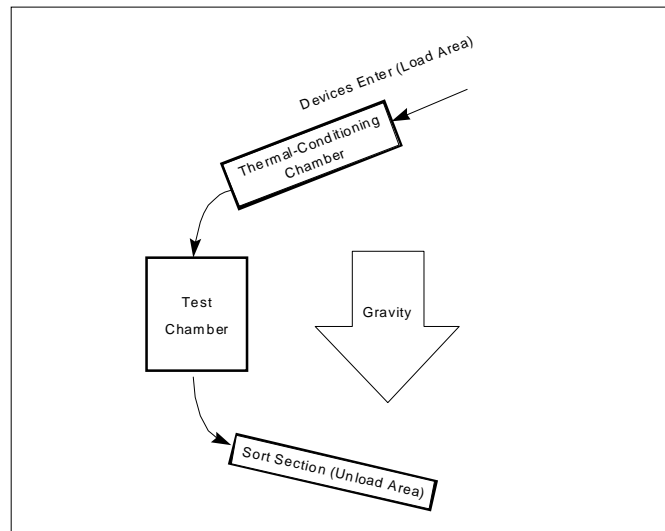 Devices Enter (Load Area)
Thermal-Conditioning
Chamber
Test
Chamber
Gravity
Sort Section (Unload Area)